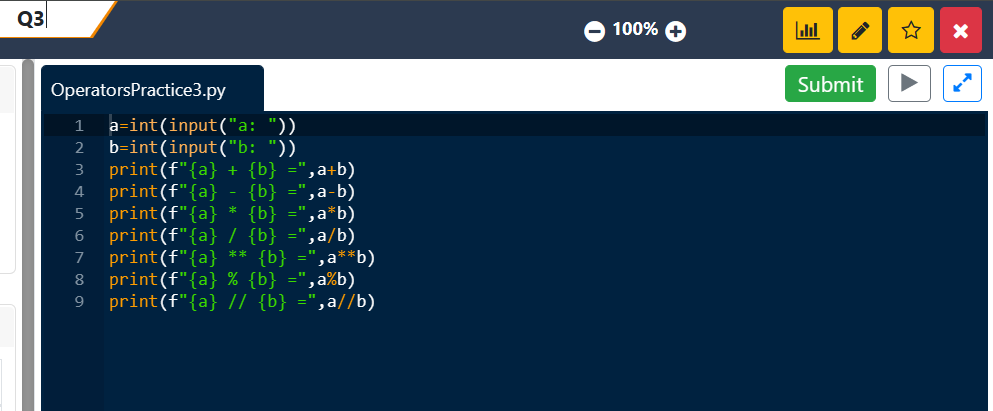 Q3
100%
OperatorsPractice3.py
Submit
1 a=int(input("a: "))
2 b=int(input("b: "))
3 print(f"{a} + {b} =",a+b)
4 print(f"{a} - {b} =",a-b)
5 print(f"{a} * {b} =",a*b)
6 print(f"{a} / {b} =",a/b)
7 print(f"{a} ** {b} =",a**b)
8 print(f"{a} % {b} =",a%b)
9 print(f"{a} // {b} =",a//b)